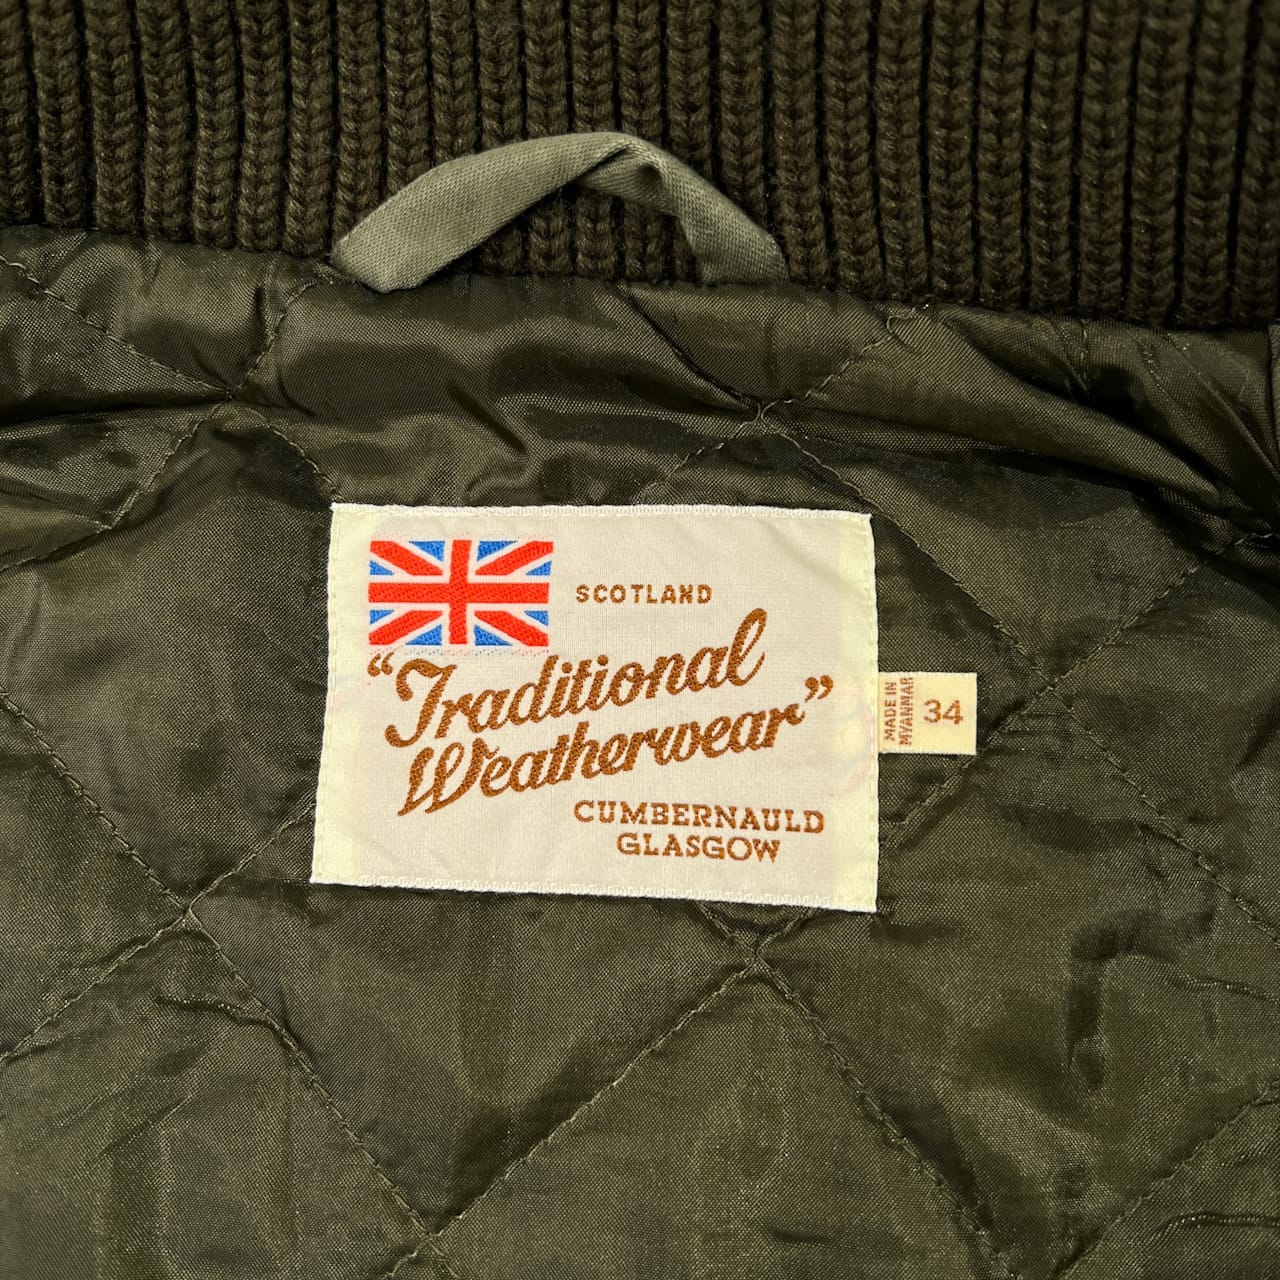 SCOTLAND
"Traditional
Weatherwear"
CUMBERNAULD
GLASGOW
MADE IN
MYANMAR
34